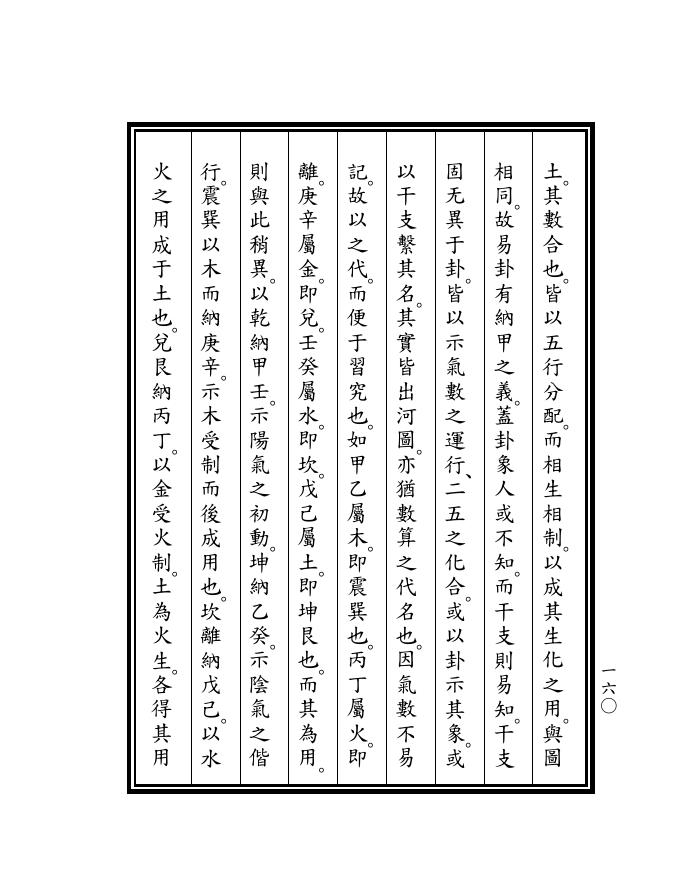 土。其數合也。皆以五行分配。而相生相制。以成其生化之用。與圖
相同。故易卦有納甲之義。蓋卦象人或不知。而干支則易知。干支
固无異于卦。皆以示氣數之運行、二五之化合。或以卦示其象。或
以干支繫其名。其實皆出河圖。亦猶數算之代名也。因氣數不易
記。故以之代。而便于習究也。如甲乙屬木。即震巽也。丙丁屬火。即
離。庚辛屬金。即兌。壬癸屬水。即坎。戊己屬土。即坤艮也。而其為用。
則與此稍異。以乾納甲壬。示陽氣之初動。坤納乙癸。示陰氣之偕
行。震巽以木而納庚辛。示木受制而後成用也。坎離納戊己。以水
火之用成于土也。兌艮納丙丁。以金受火制。土為火生。各得其用
一六〇